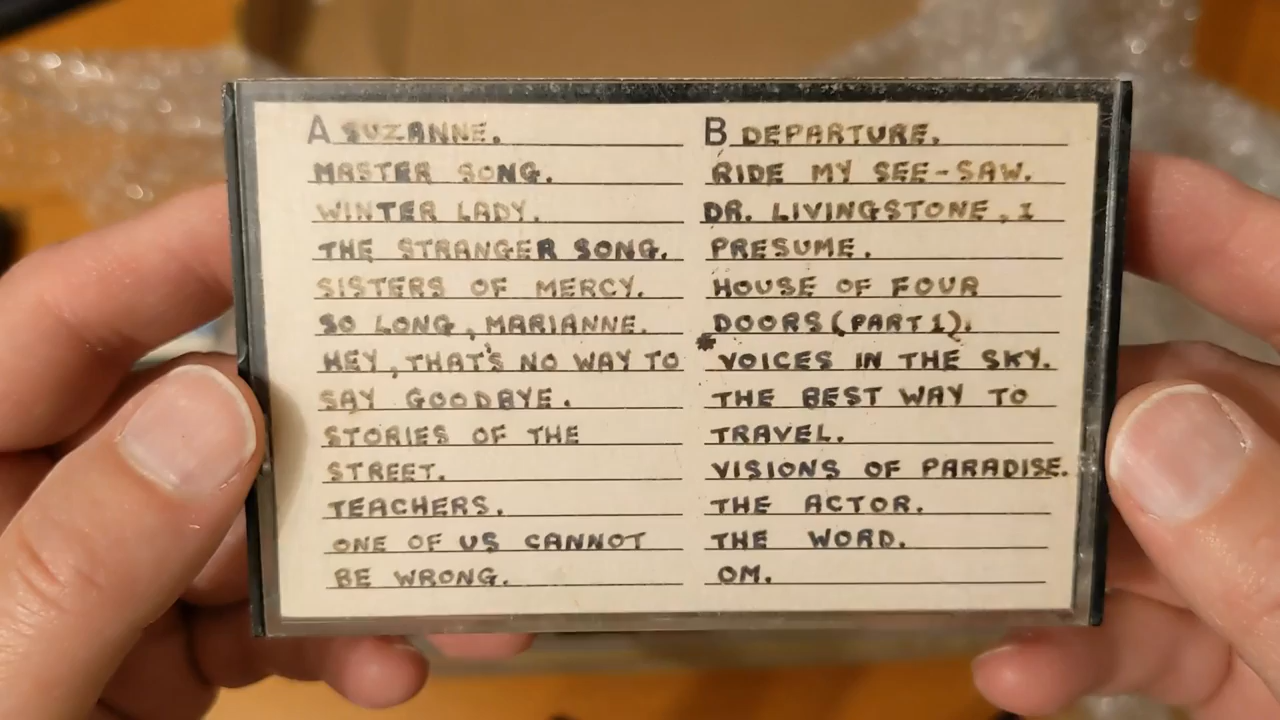 A SUZANNE.
MASTER SONG.
WINTER LADY.
THE STRANGER SONG.
SISTERS OF MERCY.
SO LONG, MARIANNE.
HEY, THAT'S NO WAY TO
SAY GOODBYE.
STORIES OF THE
STREET.
TEACHERS.
ONE OF US CANNOT
BE WRONG.
B DEPARTURE.
RIDE MY SEE-SAW.
DR. LIVINGSTONE, I
PRESUME.
HOUSE OF FOUR
DOORS (PART 1).
* VOICES IN THE SKY.
THE BEST WAY TO
TRAVEL.
VISIONS OF PARADISE.
THE ACTOR.
THE WORD.
OM.